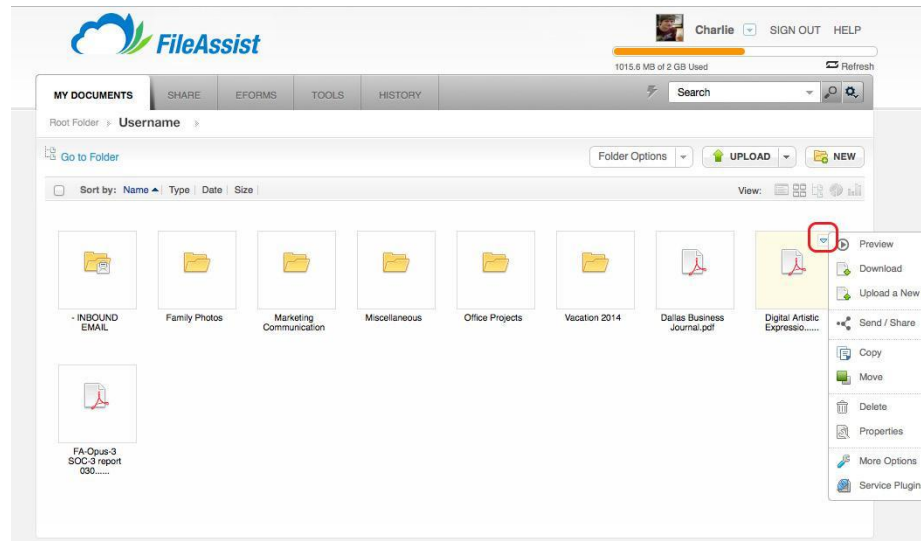 FileAssist
Charlie SIGN OUT HELP
1015.6 MB of 2 GB Used Refresh
MY DOCUMENTS SHARE EFORMS TOOLS HISTORY Search
Root Folder Username
Go to Folder Folder Options UPLOAD NEW
Sort by: Name Type Date Size View:
Preview
Download
Upload a New
Send / Share
Copy
Move
Delete
Properties
More Options
Service Plugin
- INBOUND
EMAIL
Family Photos
Marketing
Communication
Miscellaneous
Office Projects
Vacation 2014
Dallas Business
Journal.pdf
Digital Artistic
Expressio......
FA-Opus-3
SOC-3 report
030......